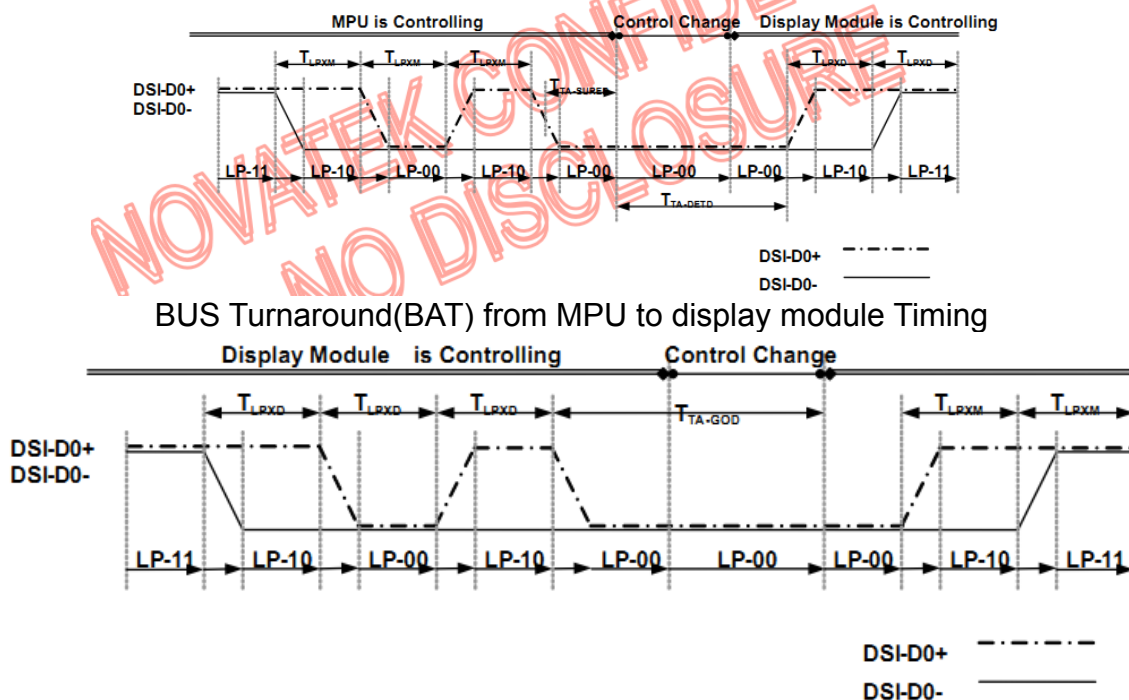 NOVATEK CONFIDE
NO DISCLOSURE
MPU is Controlling Control Change Display Module is Controlling
TLPXM TLPXM TLPXM TLPXD TLPXD
TTA-SURED
DSI-D0+
DSI-D0-
LP-11 LP-10 LP-00 LP-10 LP-00 LP-00 LP-00 LP-10 LP-11
TTA-DETD
DSI-D0+
DSI-D0-
BUS Turnaround(BAT) from MPU to display module Timing
Display Module is Controlling Control Change
TLPXD TLPXD TLPXD TTA-GOD TLPXM TLPXM
DSI-D0+
DSI-D0-
LP-11 LP-10 LP-00 LP-10 LP-00 LP-00 LP-00 LP-10 LP-11
DSI-D0+
DSI-D0-